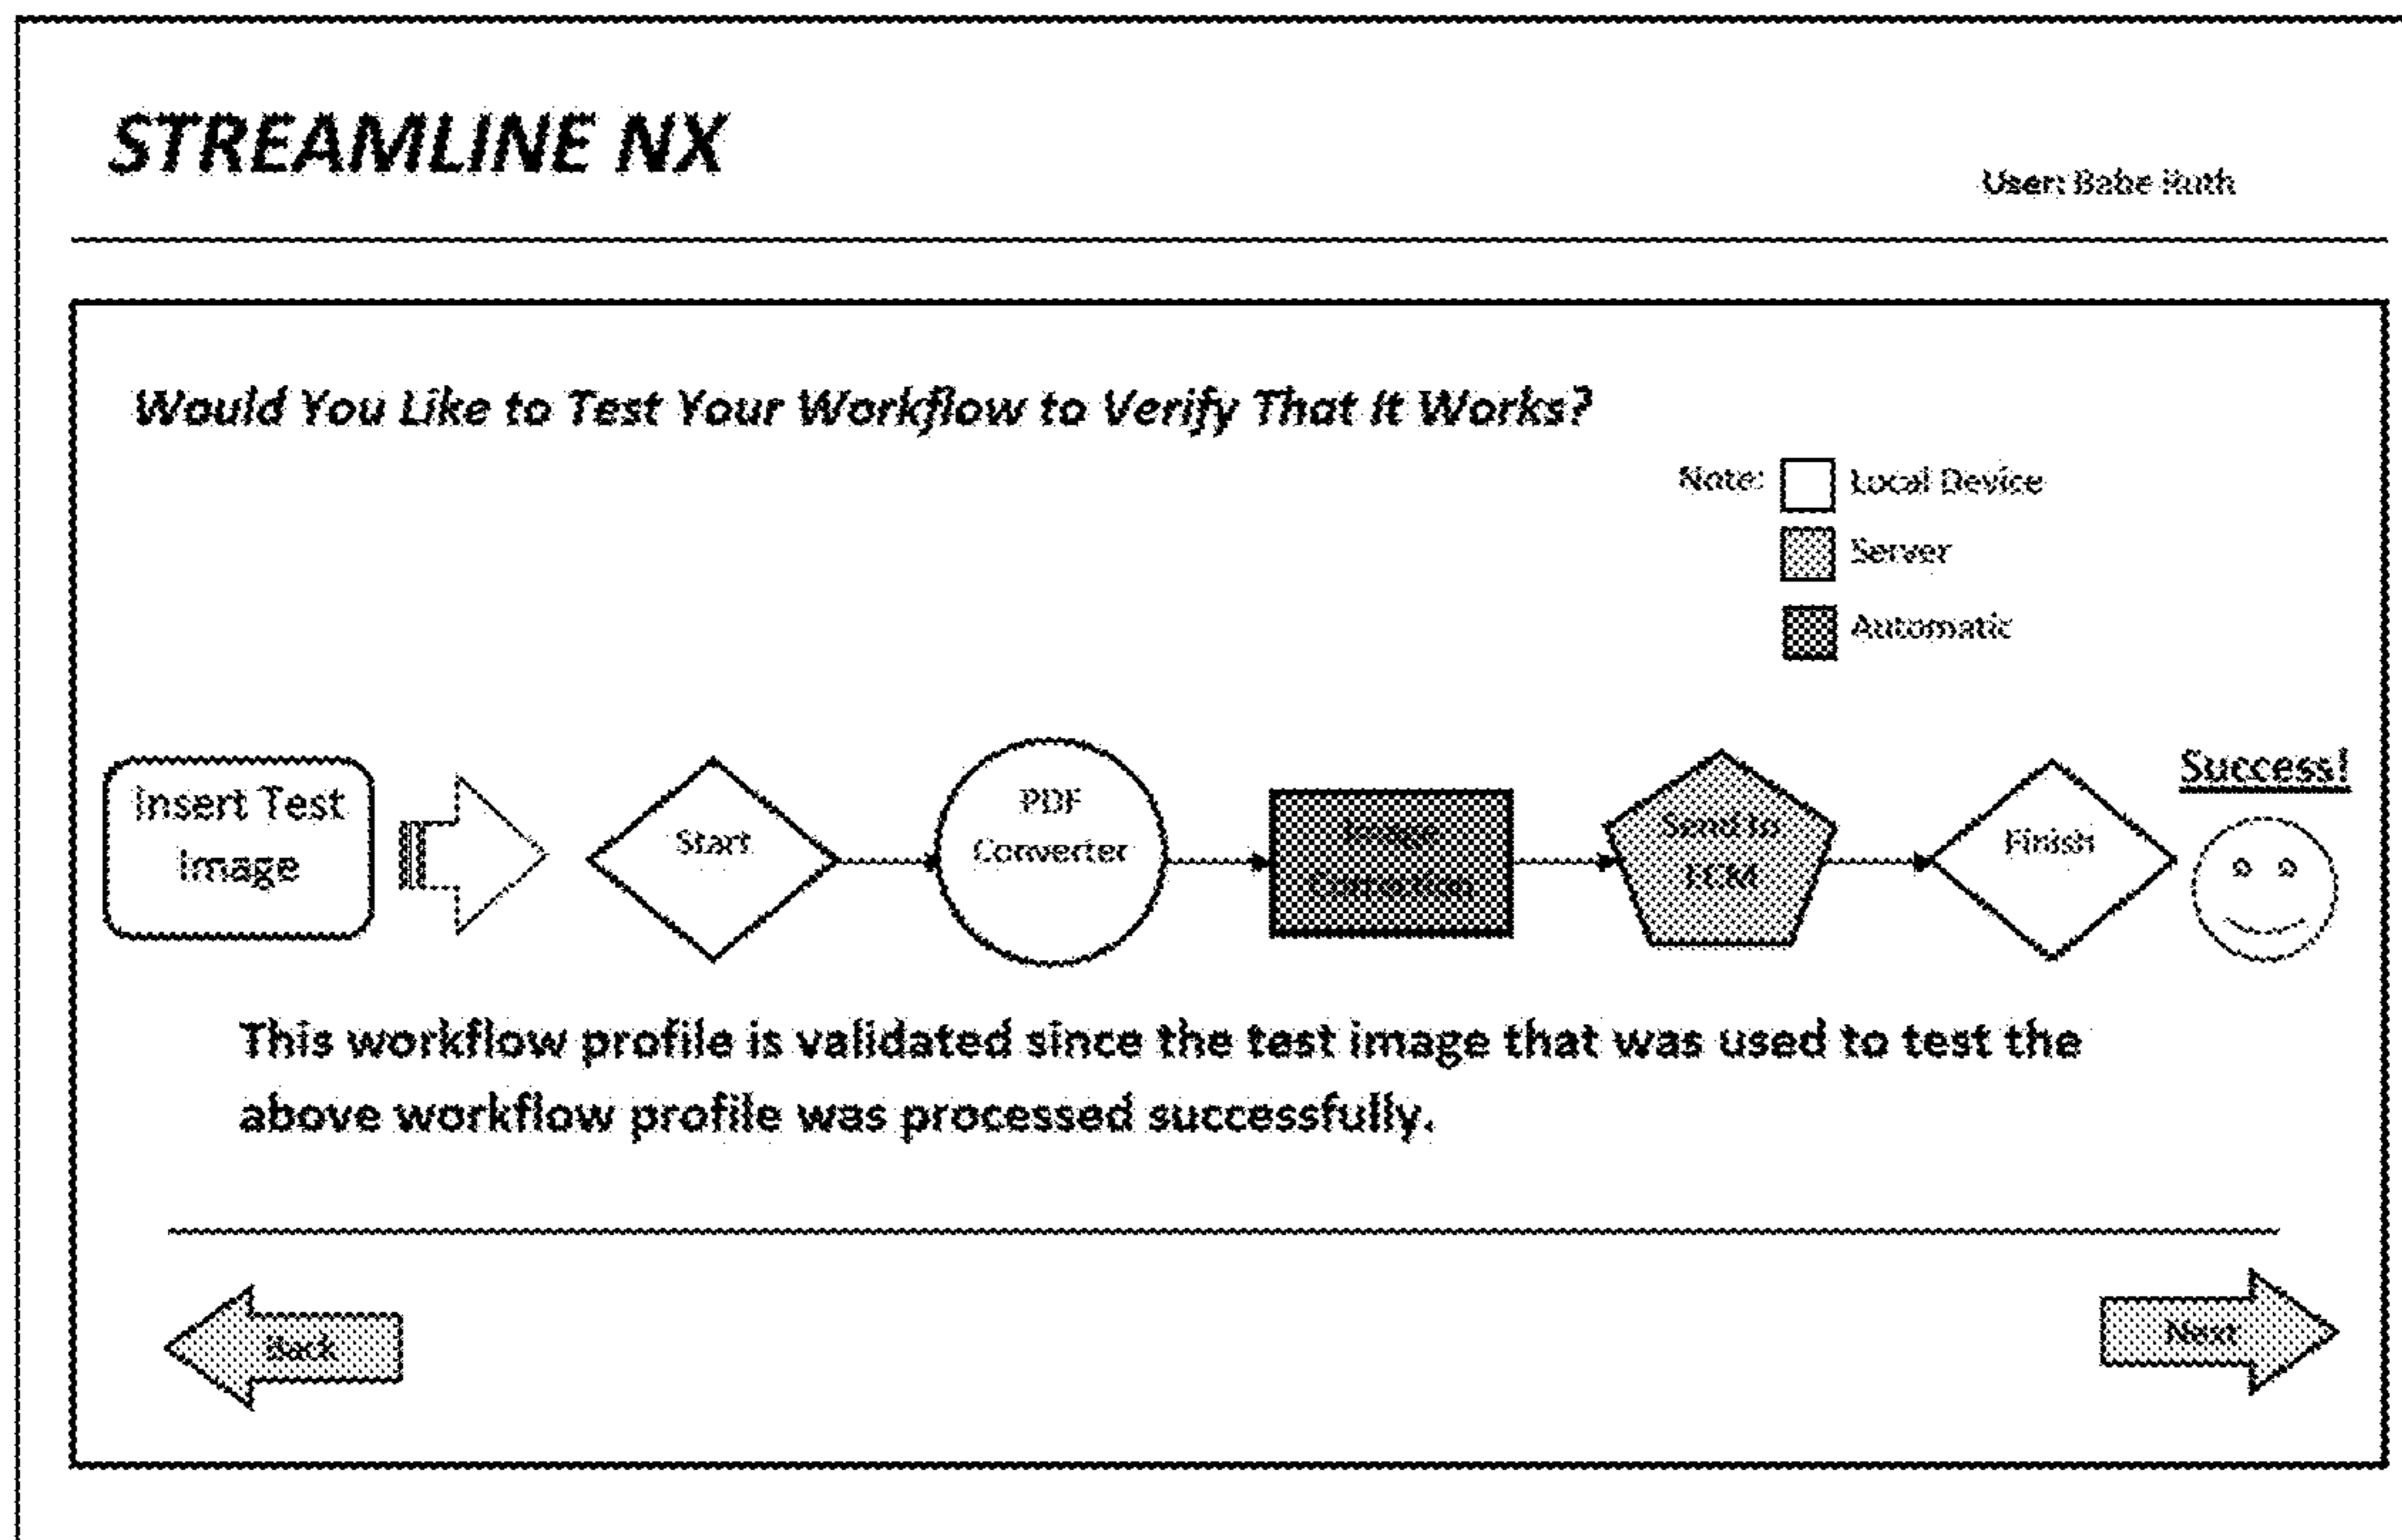 STREAMLINE NX
User: Babe Ruth
Would You Like to Test Your Workflow to Verify That It Works?
Note:
Local Device
Server
Automatic
Insert Test
Image
Start
PDF
Converter
Image
Correction
Send to
ECM
Finish
Success!
This workflow profile is validated since the test image that was used to test the
above workflow profile was processed successfully.
Back
Next